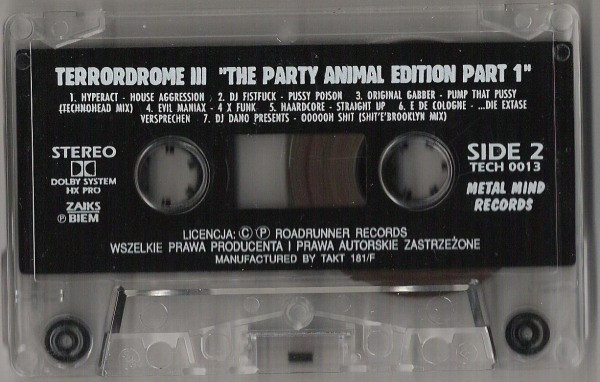 TERRORDROME III "THE PARTY ANIMAL EDITION PART 1"
1. HYPERACT - HOUSE AGGRESSION , 2. DJ FISTFUCK - PUSSY POISON 3. ORIGINAL GABBER - PUMP THAT PUSSY
(TECHNOHEAD MIX) 4. EVIL MANIAX - 4 X FUNK 5. HAARDCORE - STRAIGHT UP 6. E DE COLOGNE - ...DIE EXTASE
VERSPRECHEN 7. DJ DANO PRESENTS - OOOOOH SHIT (SHIT'E'BROOKLYN MIX)
STEREO
DOLBY SYSTEM
HX PRO
ZAIKS
Ⓟ BIEM
SIDE 2
TECH 0013
METAL MIND
RECORDS
LICENCJA: Ⓒ Ⓟ ROADRUNNER RECORDS
WSZELKIE PRAWA PRODUCENTA I PRAWA AUTORSKIE ZASTRZEŻONE
MANUFACTURED BY TAKT 181/F